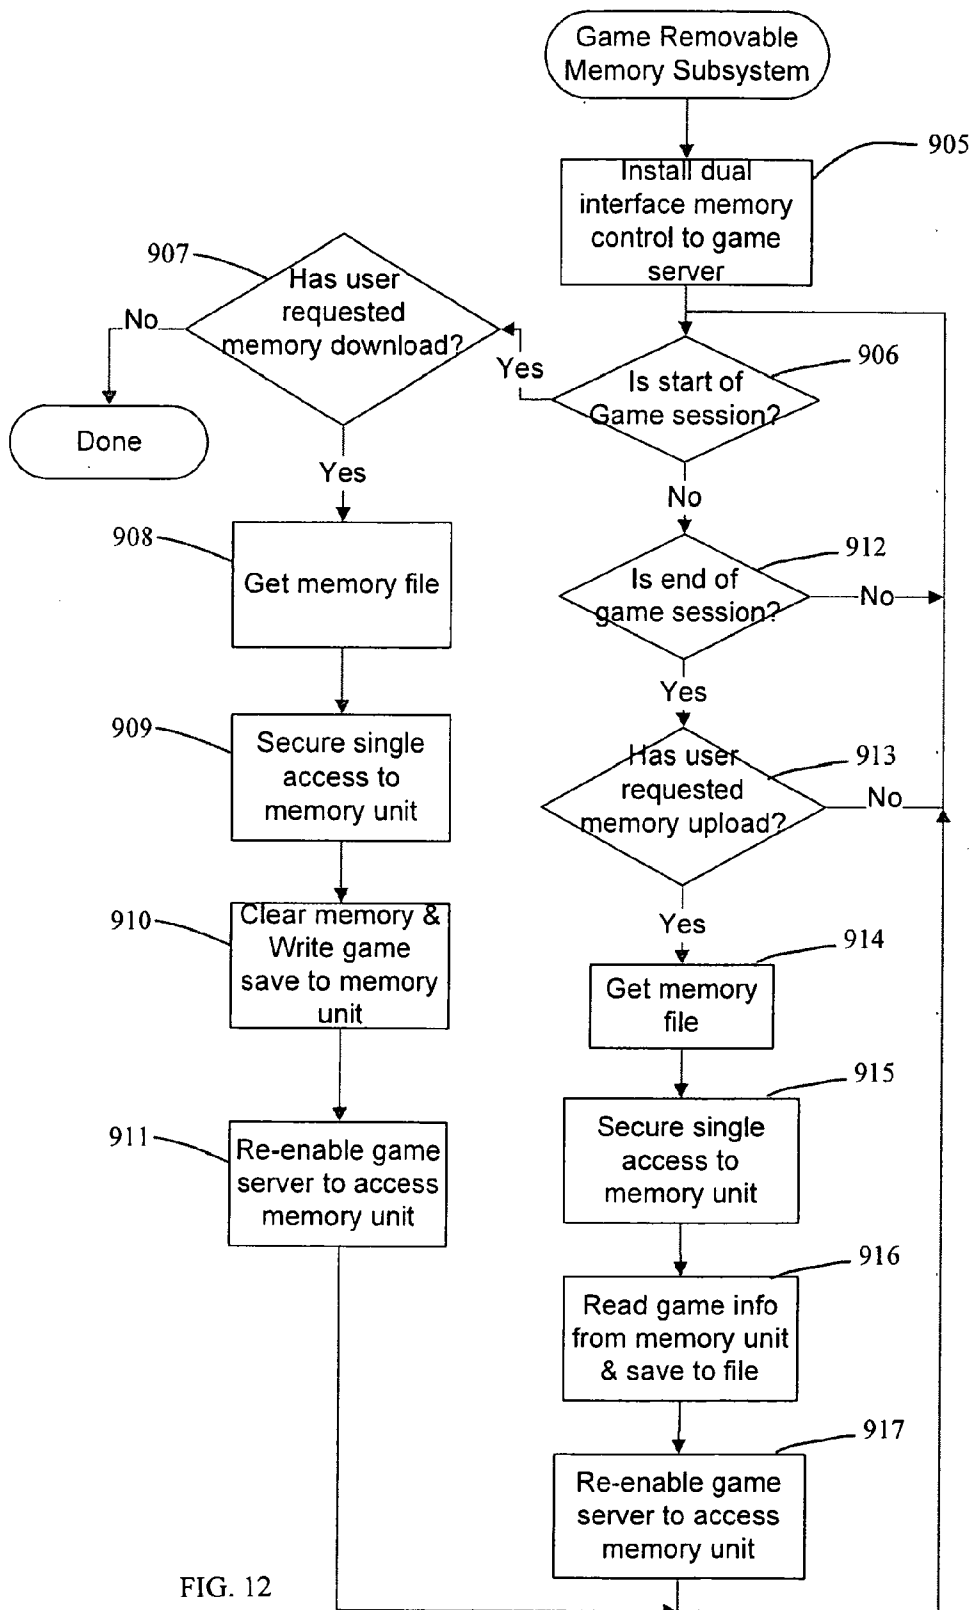 Game Removable
Memory Subsystem
905
Install dual
interface memory
control to game
server
907
Has user
requested
memory download?
No
Yes
906
Is start of
Game session?
Done
Yes
No
908
Get memory file
912
Is end of
game session?
No
Yes
909
Secure single
access to
memory unit
913
Has user
requested
memory upload?
No
910
Clear memory &
Write game
save to memory
unit
Yes
914
Get memory
file
911
Re-enable game
server to access
memory unit
915
Secure single
access to
memory unit
916
Read game info
from memory unit
& save to file
917
Re-enable game
server to access
memory unit
FIG. 12